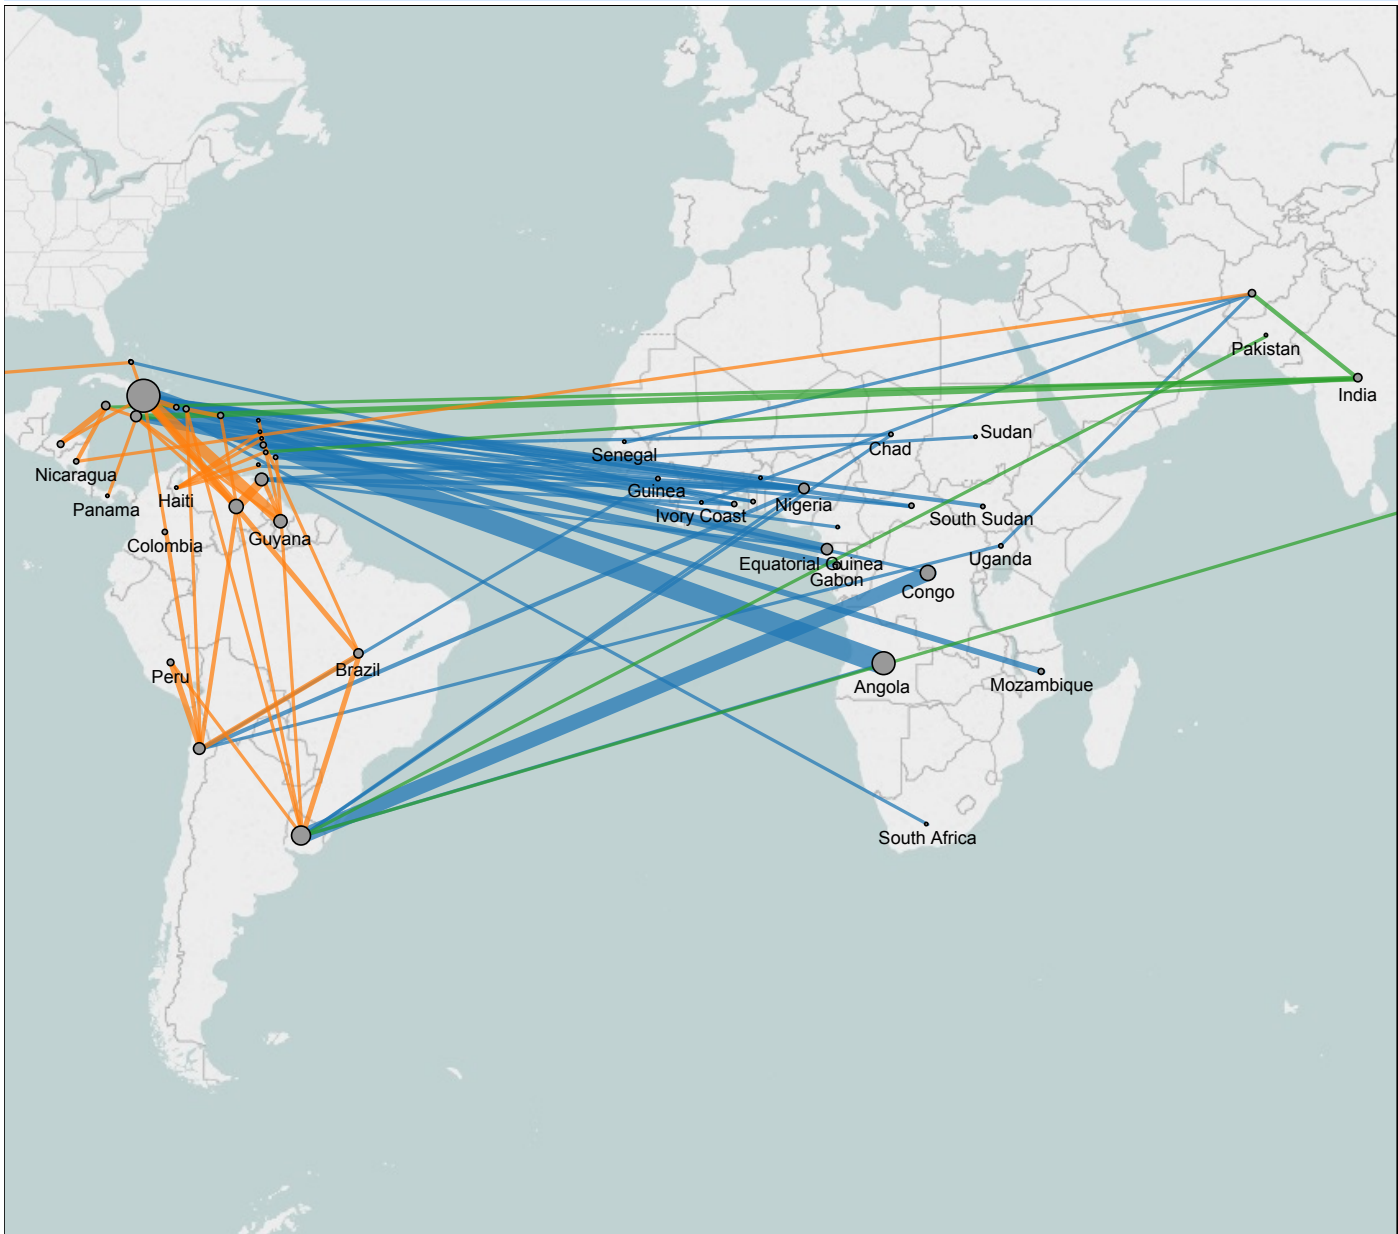 Pakistan
India
Sudan
Chad
Senegal
Nicaragua
Guinea
Haiti
Nigeria
Panama
Ivory Coast
South Sudan
Guyana
Colombia
Uganda
Equatorial Guinea
Gabon
Congo
Brazil
Peru
Angola
Mozambique
South Africa